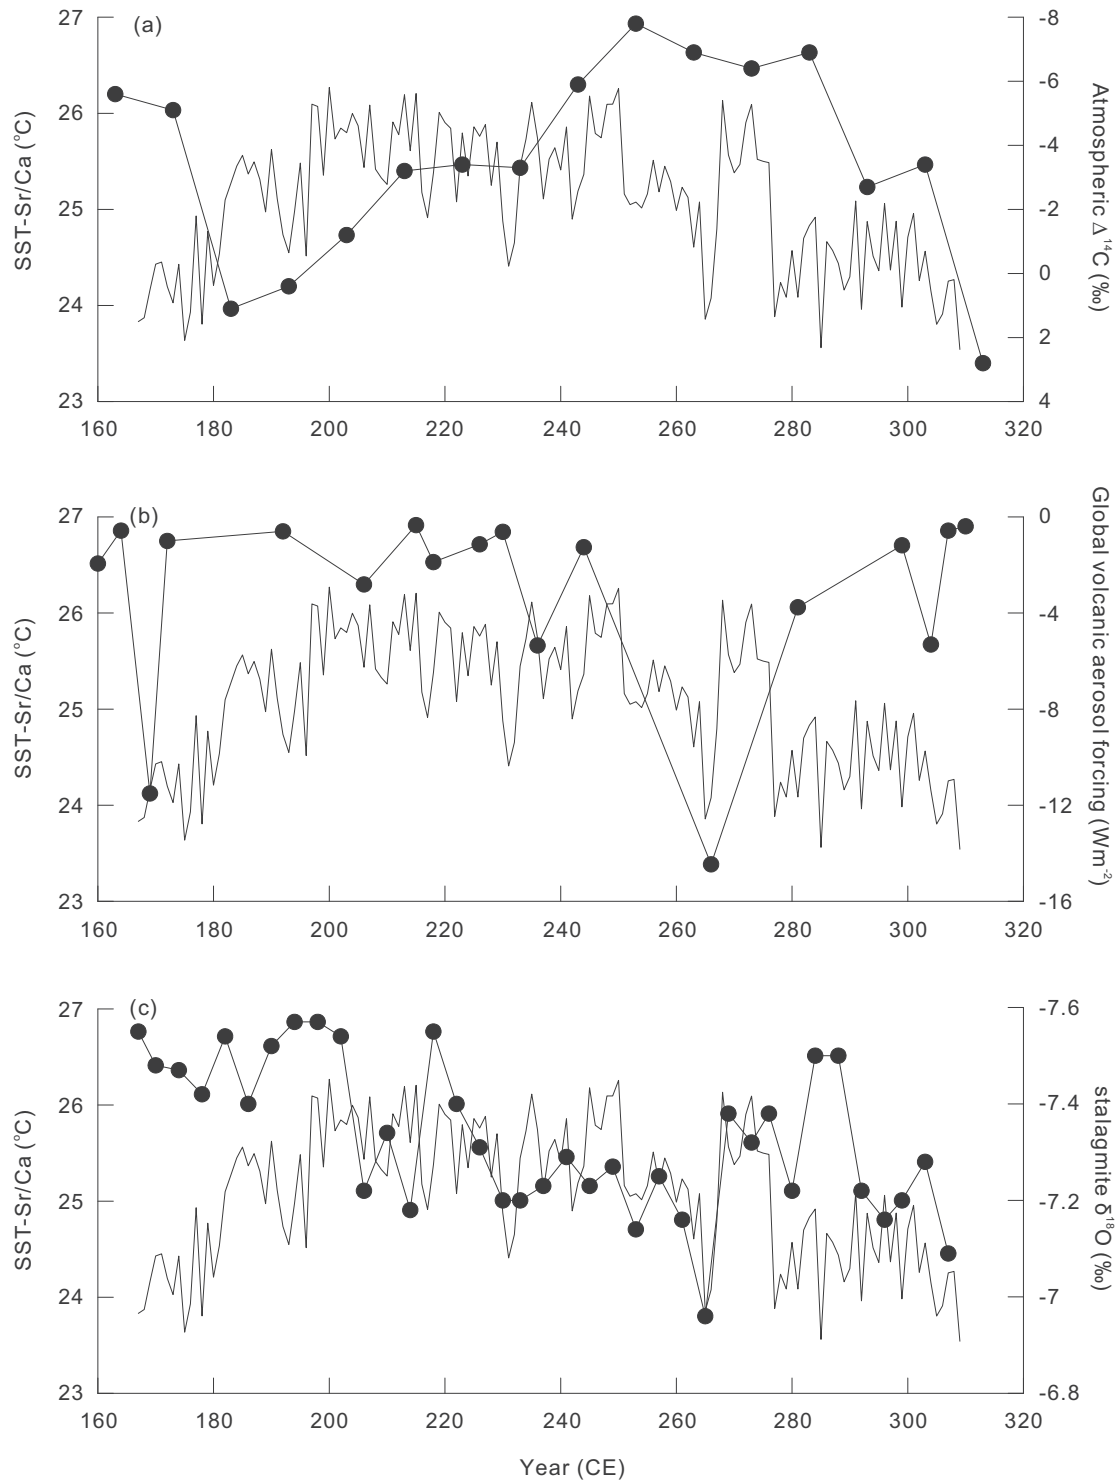 (a)
27
26
25
24
23
SST-Sr/Ca (°C)
-8
-6
-4
-2
0
2
4
Atmospheric Δ¹⁴C (‰)
160 180 200 220 240 260 280 300 320
(b)
27
26
25
24
23
SST-Sr/Ca (°C)
0
-4
-8
-12
-16
Global volcanic aerosol forcing (Wm⁻²)
160 180 200 220 240 260 280 300 320
(c)
27
26
25
24
23
SST-Sr/Ca (°C)
-7.6
-7.4
-7.2
-7
-6.8
stalagmite δ¹⁸O (‰)
160 180 200 220 240 260 280 300 320
Year (CE)